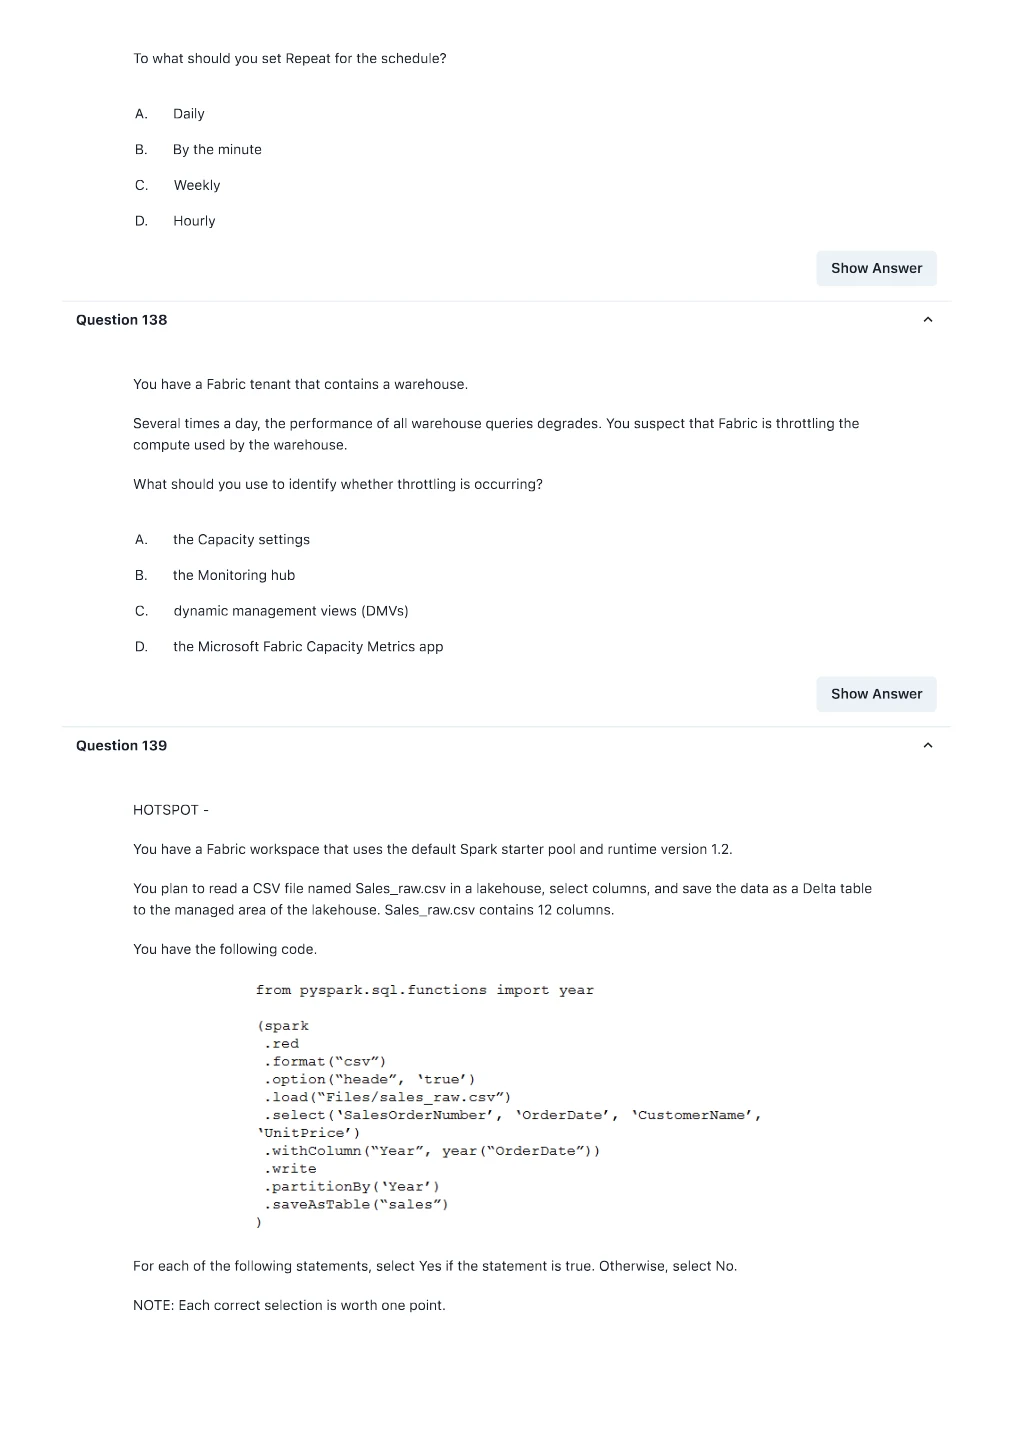 To what should you set Repeat for the schedule?
A. Daily
B. By the minute
C. Weekly
D. Hourly
Show Answer
Question 138
You have a Fabric tenant that contains a warehouse.
Several times a day, the performance of all warehouse queries degrades. You suspect that Fabric is throttling the
compute used by the warehouse.
What should you use to identify whether throttling is occurring?
A. the Capacity settings
B. the Monitoring hub
C. dynamic management views (DMVs)
D. the Microsoft Fabric Capacity Metrics app
Show Answer
Question 139
HOTSPOT -
You have a Fabric workspace that uses the default Spark starter pool and runtime version 1.2.
You plan to read a CSV file named Sales_raw.csv in a lakehouse, select columns, and save the data as a Delta table
to the managed area of the lakehouse. Sales_raw.csv contains 12 columns.
You have the following code.
from pyspark.sql.functions import year
(spark
.red
.format(“csv”)
.option(“heade”, ‘true’)
.load(“Files/sales_raw.csv”)
.select(‘SalesOrderNumber’, ‘OrderDate’, ‘CustomerName’,
‘UnitPrice’)
.withColumn(“Year”, year(“OrderDate”))
.write
.partitionBy(‘Year’)
.saveAsTable(“sales”)
)
For each of the following statements, select Yes if the statement is true. Otherwise, select No.
NOTE: Each correct selection is worth one point.